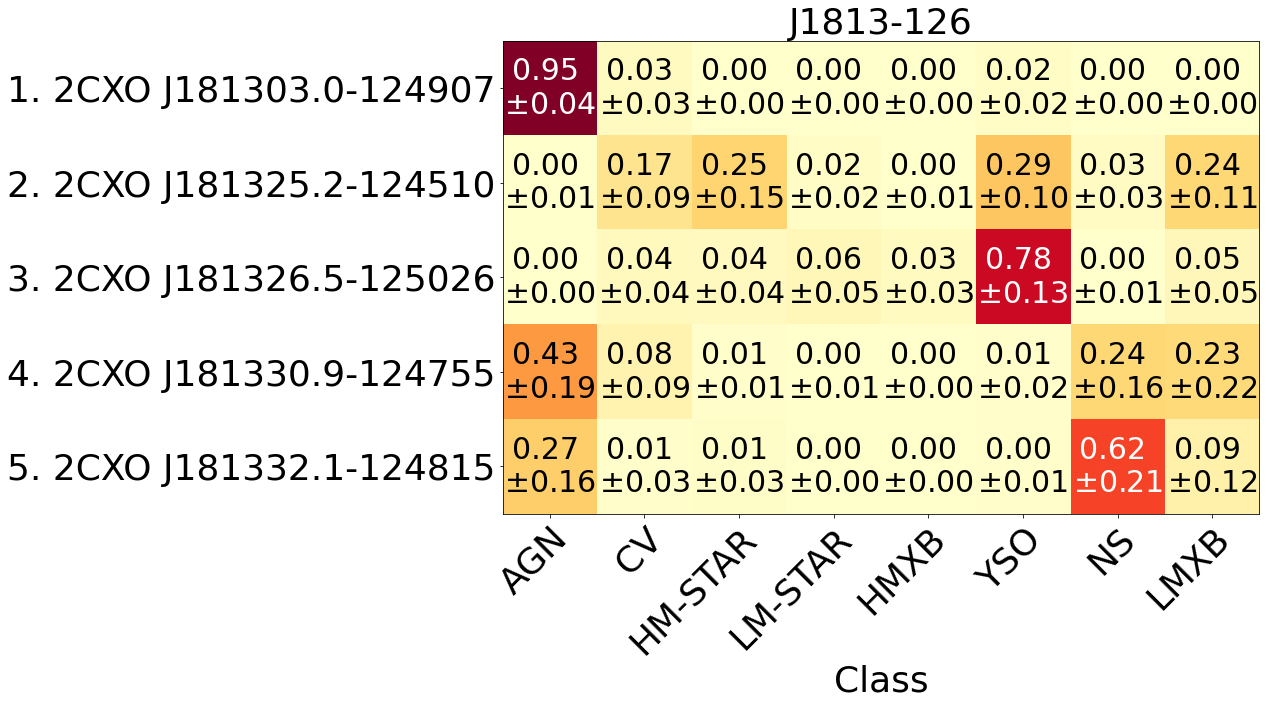 J1813-126
1. 2CXO J181303.0-124907 0.95 0.03 0.00 0.00 0.00 0.02 0.00 0.00
±0.04 ±0.03 ±0.00 ±0.00 ±0.00 ±0.02 ±0.00 ±0.00
2. 2CXO J181325.2-124510 0.00 0.17 0.25 0.02 0.00 0.29 0.03 0.24
±0.01 ±0.09 ±0.15 ±0.02 ±0.01 ±0.10 ±0.03 ±0.11
3. 2CXO J181326.5-125026 0.00 0.04 0.04 0.06 0.03 0.78 0.00 0.05
±0.00 ±0.04 ±0.04 ±0.05 ±0.03 ±0.13 ±0.01 ±0.05
4. 2CXO J181330.9-124755 0.43 0.08 0.01 0.00 0.00 0.01 0.24 0.23
±0.19 ±0.09 ±0.01 ±0.01 ±0.00 ±0.02 ±0.16 ±0.22
5. 2CXO J181332.1-124815 0.27 0.01 0.01 0.00 0.00 0.00 0.62 0.09
±0.16 ±0.03 ±0.03 ±0.00 ±0.00 ±0.01 ±0.21 ±0.12
AGN CV HM-STAR LM-STAR HMXB YSO NS LMXB
Class